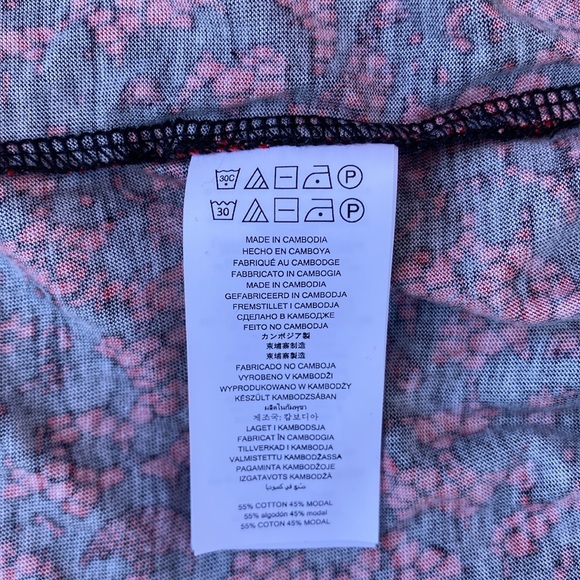 30C P
30 P
MADE IN CAMBODIA
HECHO EN CAMBOYA
FABRIQUÉ AU CAMBODGE
FABBRICATO IN CAMBOGIA
MADE IN CAMBODIA
GEFABRICEERD IN CAMBODJA
FREMSTILLET I CAMBODJA
СДЕЛАНО В КАМБОДЖЕ
FEITO NO CAMBOJA
カンボジア製
柬埔寨制造
柬埔寨製造
FABRICADO NO CAMBOJA
VYROBENO V KAMBODŽI
WYPRODUKOWANO W KAMBODŻY
KÉSZÜLT KAMBODZSÁBAN
ผลิตในกัมพูชา
제조국: 캄보디아
LAGET I KAMBODSJA
FABRICAT ÎN CAMBODGIA
TILLVERKAD I KAMBODJA
VALMISTETTU KAMBODŽASSA
PAGAMINTA KAMBODŽOJE
IZGATAVOTS KAMBODŽĀ
صنع في كمبوديا
55% COTTON 45% MODAL
55% algodón 45% modal
55% COTON 45% MODAL